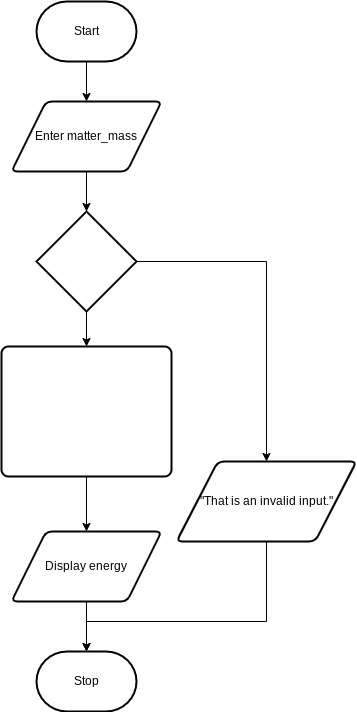 Start
Enter matter_mass
"That is an invalid input."
Display energy
Stop